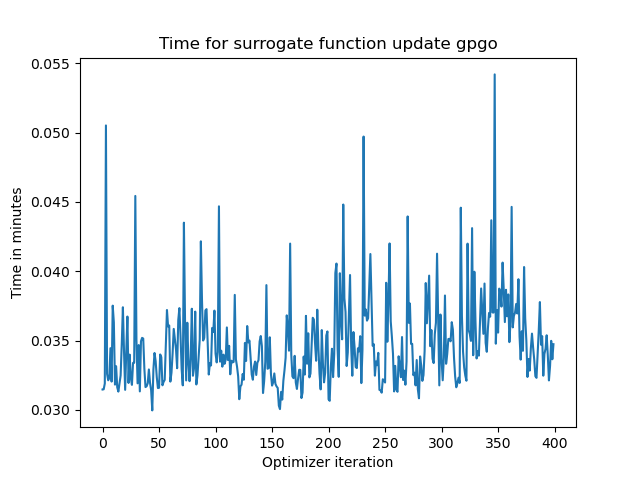 Time for surrogate function update gpgo
0.055
0.050
0.045
0.040
0.035
0.030
Time in minutes
0 50 100 150 200 250 300 350 400
Optimizer iteration